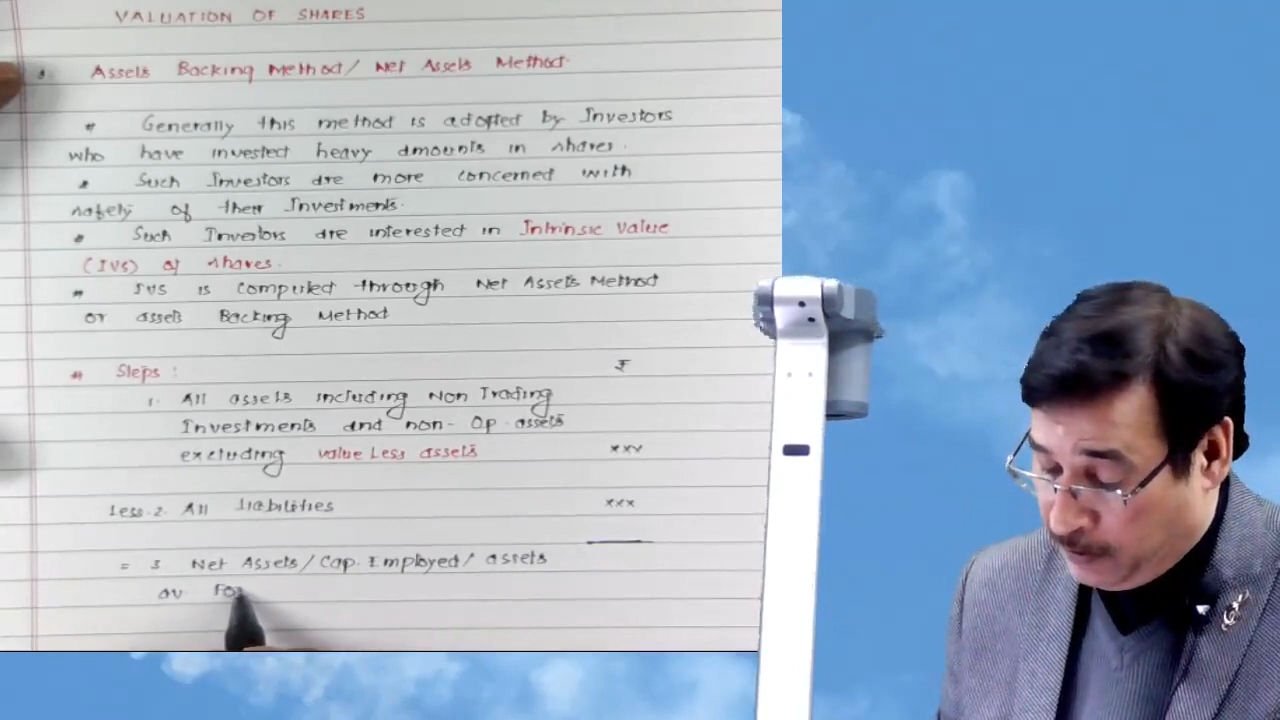 VALUATION OF SHARES
Assets Backing Method/ Net Assets Method.
* Generally this method is adopted by Investors
who have invested heavy amounts in shares.
* Such Investors are more concerned with
safety of their Investments.
* Such Investors are interested in Intrinsic Value
(IVS) of shares.
* IVS is computed through Net Assets Method
or assets Backing Method
* Steps : ₹
1. All assets including Non Trading
Investments and non-Op. assets
excluding value Less assets xxx
Less. 2. All liabilities xxx
= 3 Net Assets/Cap. Employed/assets
av. Fo